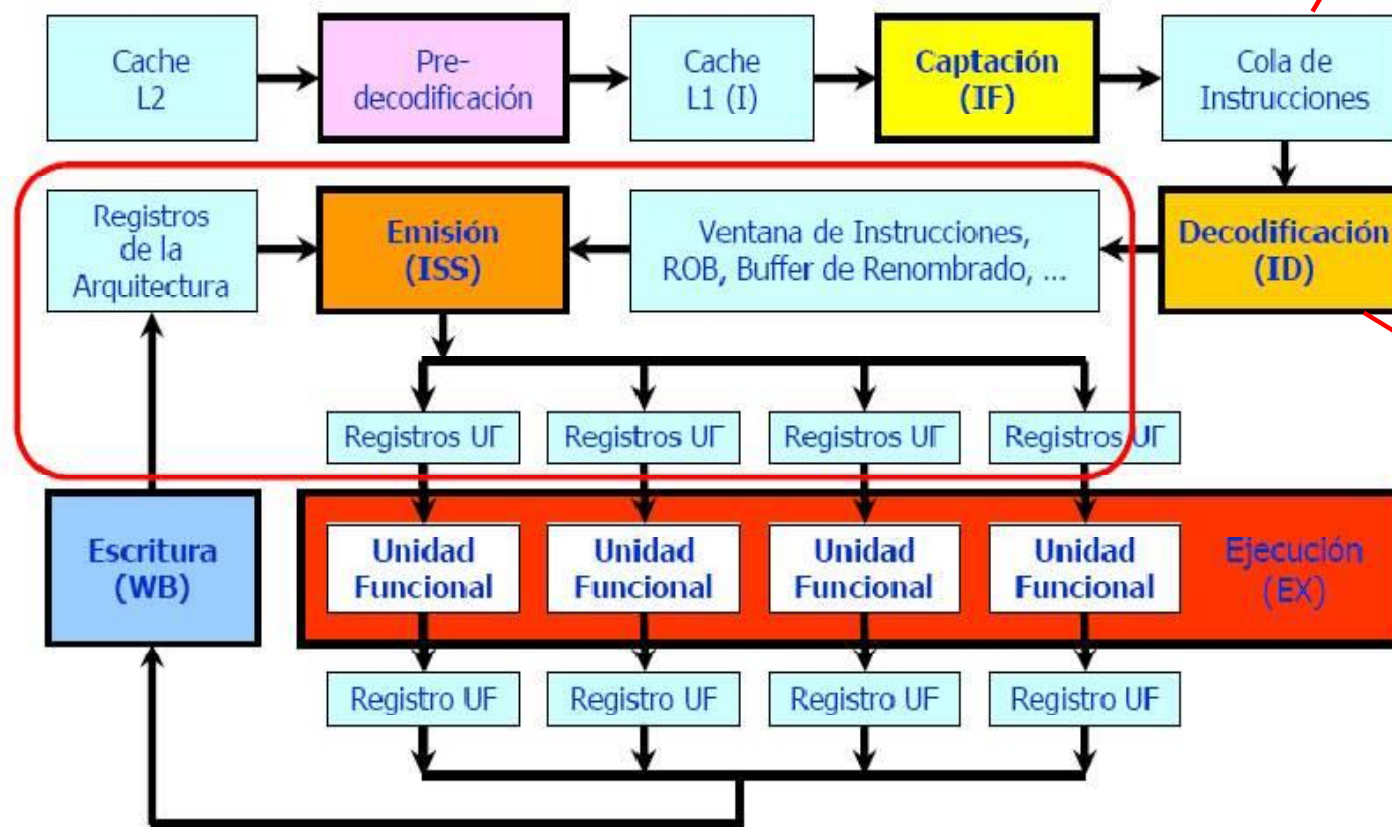 Cache
L2
Pre-
decodificación
Cache
L1 (I)
Captación
(IF)
Cola de
Instrucciones
Registros
de la
Arquitectura
Emisión
(ISS)
Ventana de Instrucciones,
ROB, Buffer de Renombrado, ...
Decodificación
(ID)
Registros UF
Registros UF
Registros UF
Registros UF
Escritura
(WB)
Unidad
Funcional
Unidad
Funcional
Unidad
Funcional
Unidad
Funcional
Ejecución
(EX)
Registro UF
Registro UF
Registro UF
Registro UF